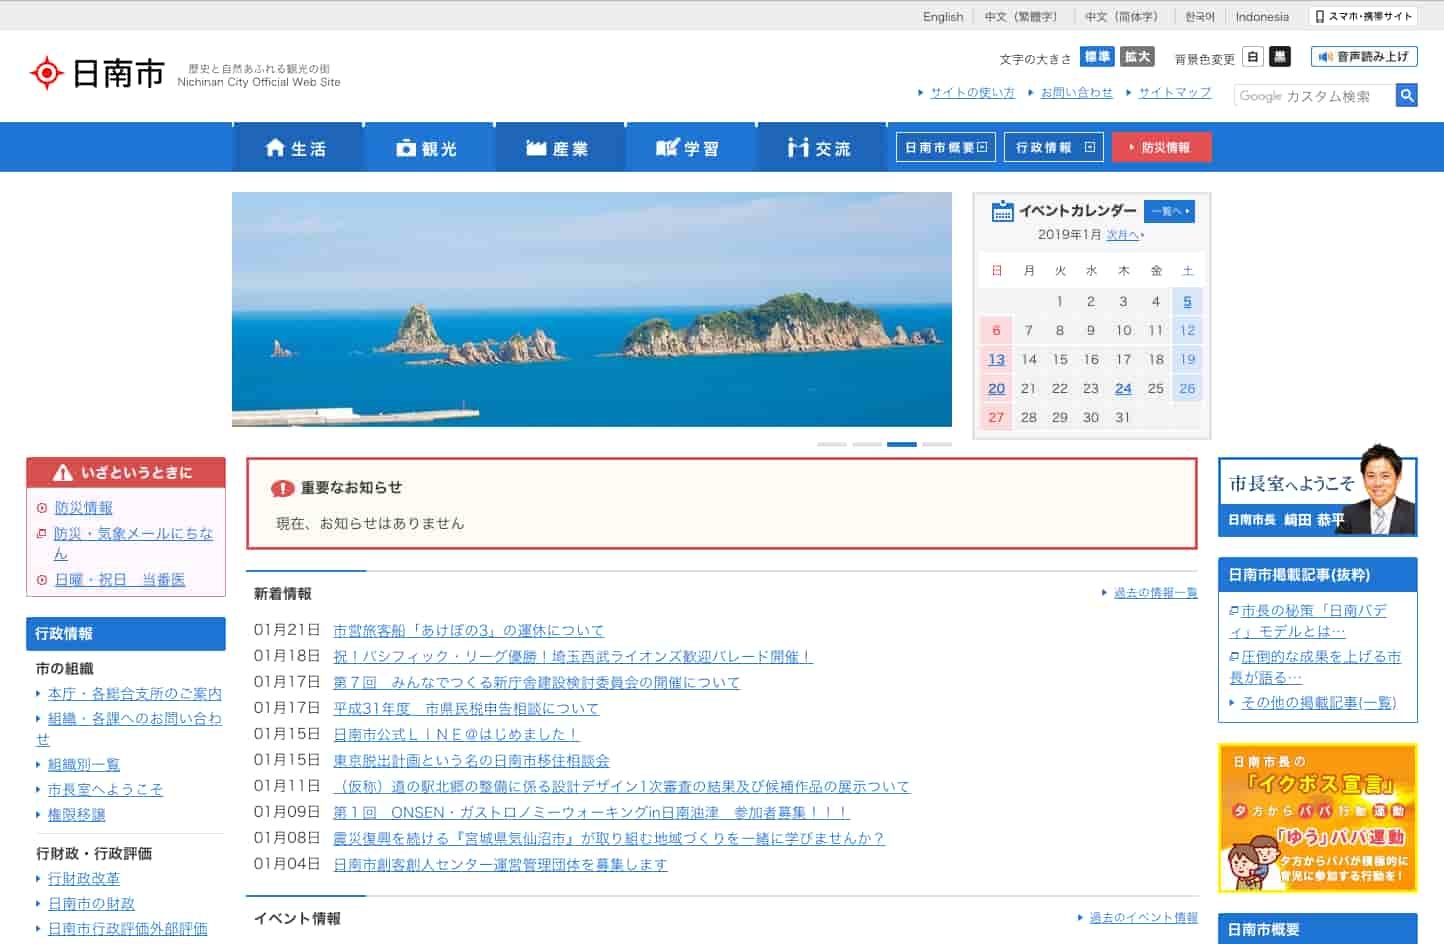 English 中文（繁體字） 中文（简体字） 한국어 Indonesia スマホ・携帯サイト
日南市
歴史と自然あふれる観光の街
Nichinan City Official Web Site
文字の大きさ 標準 拡大 背景色変更 白 黒 音声読み上げ
サイトの使い方 お問い合わせ サイトマップ
Google カスタム検索
生活 観光 産業 学習 交流 日南市概要 行政情報 防災情報
イベントカレンダー 一覧へ
2019年1月 次月へ
日 月 火 水 木 金 土
1 2 3 4 5
6 7 8 9 10 11 12
13 14 15 16 17 18 19
20 21 22 23 24 25 26
27 28 29 30 31
いざというときに
防災情報
防災・気象メールにちな
ん
日曜・祝日　当番医
行政情報
市の組織
本庁・各総合支所のご案内
組織・各課へのお問い合わ
せ
組織別一覧
市長室へようこそ
権限移譲
行財政・行政評価
行財政改革
日南市の財政
日南市行政評価外部評価
重要なお知らせ
現在、お知らせはありません
新着情報 過去の情報一覧
01月21日 市営旅客船「あけぼの3」の運休について
01月18日 祝！パシフィック・リーグ優勝！埼玉西武ライオンズ歓迎パレード開催！
01月17日 第７回　みんなでつくる新庁舎建設検討委員会の開催について
01月17日 平成31年度　市県民税申告相談について
01月15日 日南市公式ＬＩＮＥ＠はじめました！
01月15日 東京脱出計画という名の日南市移住相談会
01月11日 （仮称）道の駅北郷の整備に係る設計デザイン1次審査の結果及び候補作品の展示ついて
01月09日 第１回　ONSEN・ガストロノミーウォーキングin日南油津　参加者募集！！！
01月08日 震災復興を続ける『宮城県気仙沼市』が取り組む地域づくりを一緒に学びませんか？
01月04日 日南市創客創人センター運営管理団体を募集します
イベント情報 過去のイベント情報
市長室へようこそ
日南市長 﨑田 恭平
日南市掲載記事(抜粋)
市長の秘策「日南バデ
ィ」モデルとは…
圧倒的な成果を上げる市
長が語る…
その他の掲載記事(一覧)
日南市長の
「イクボス宣言」
夕方からパパ行動運動
「ゆう」パパ運動
夕方からパパが積極的に
育児に参加する行動を！
日南市概要